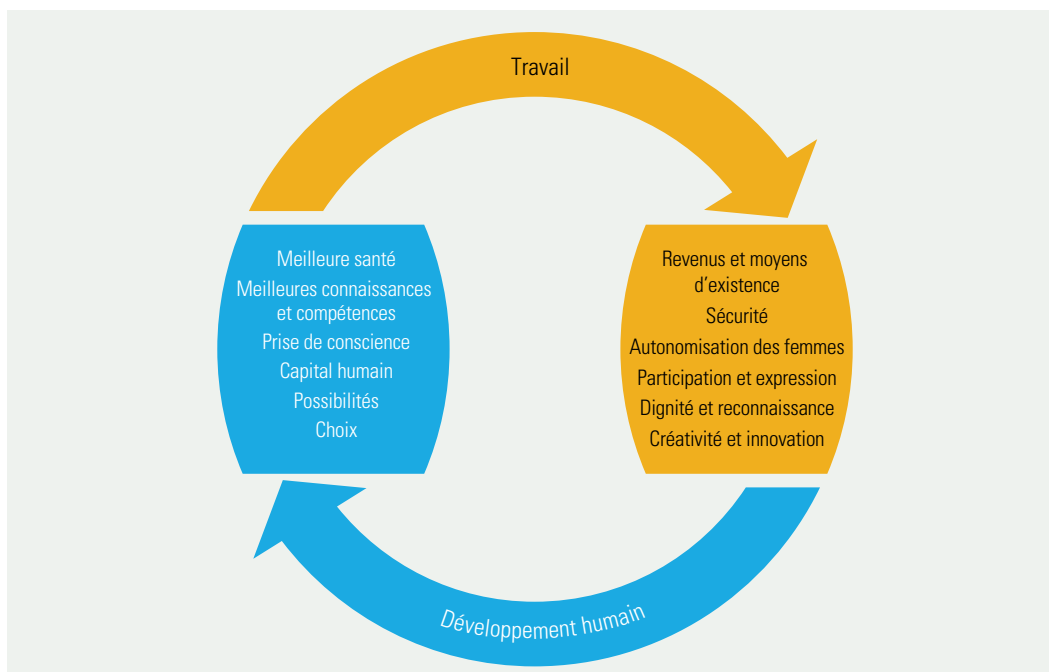 Travail
Meilleure santé
Meilleures connaissances
et compétences
Prise de conscience
Capital humain
Possibilités
Choix
Revenus et moyens
d'existence
Sécurité
Autonomisation des femmes
Participation et expression
Dignité et reconnaissance
Créativité et innovation
Développement humain